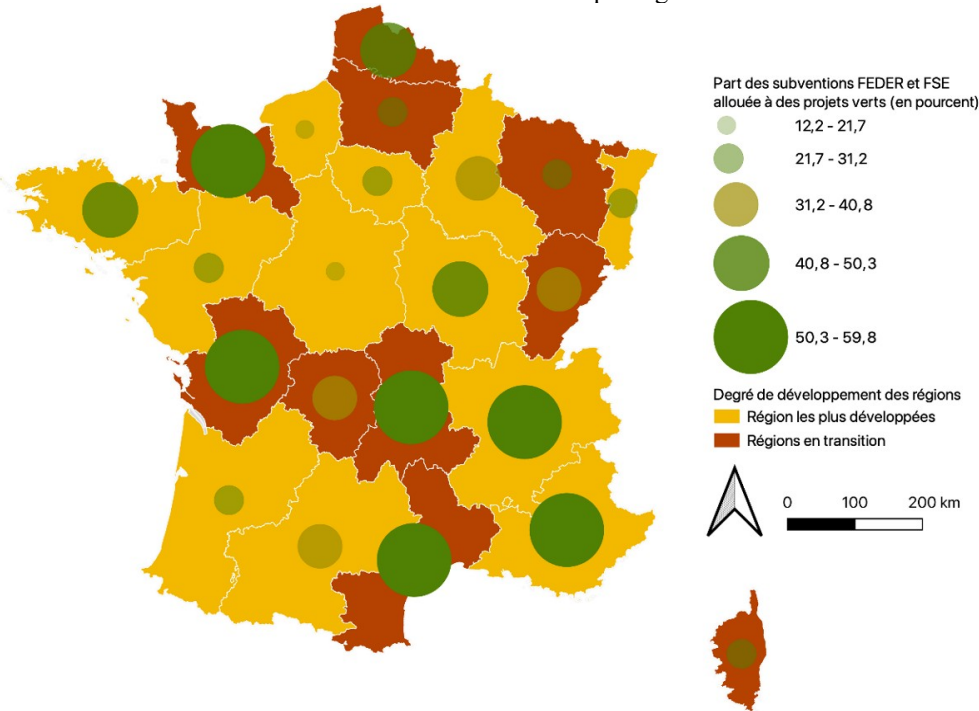 Part des subventions FEDER et FSE
allouée à des projets verts (en pourcent)
12,2 - 21,7
21,7 - 31,2
31,2 - 40,8
40,8 - 50,3
50,3 - 59,8
Degré de développement des régions
Région les plus développées
Régions en transition
0 100 200 km